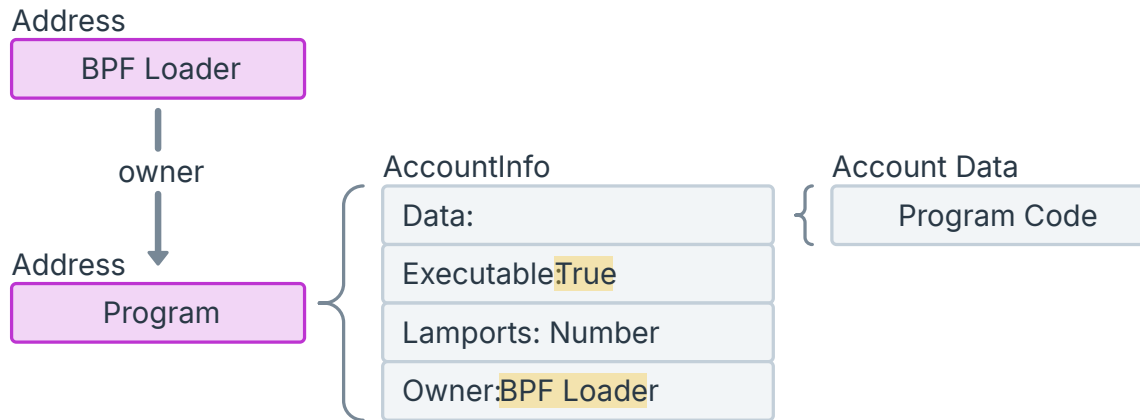 Address
BPF Loader
owner
Address
Program
AccountInfo
Data:
Executable:True
Lamports: Number
Owner:BPF Loader
Account Data
Program Code